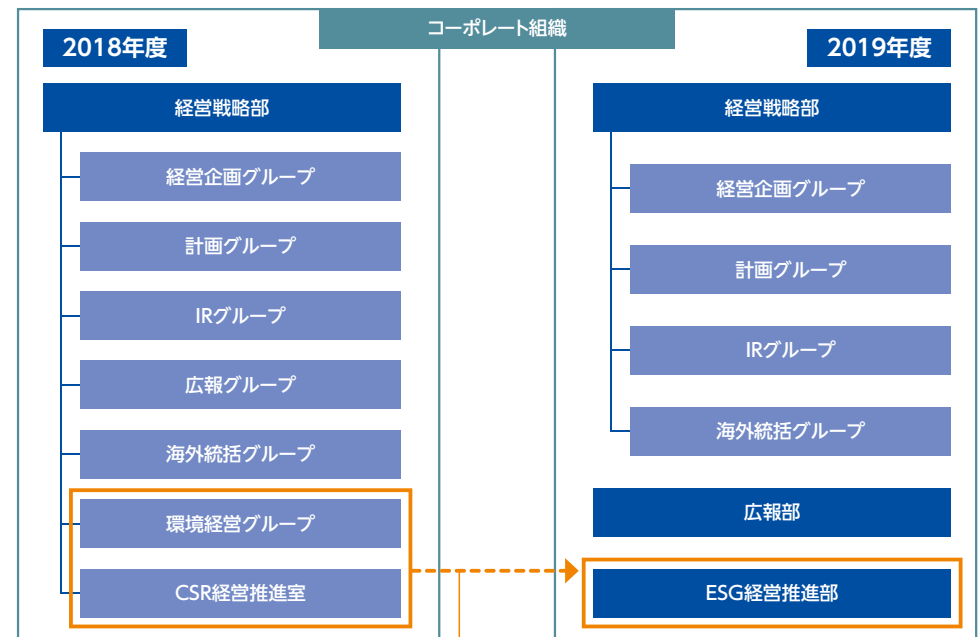 コーポレート組織
2018年度
経営戦略部
経営企画グループ
計画グループ
IRグループ
広報グループ
海外統括グループ
環境経営グループ
CSR経営推進室
2019年度
経営戦略部
経営企画グループ
計画グループ
IRグループ
海外統括グループ
広報部
ESG経営推進部